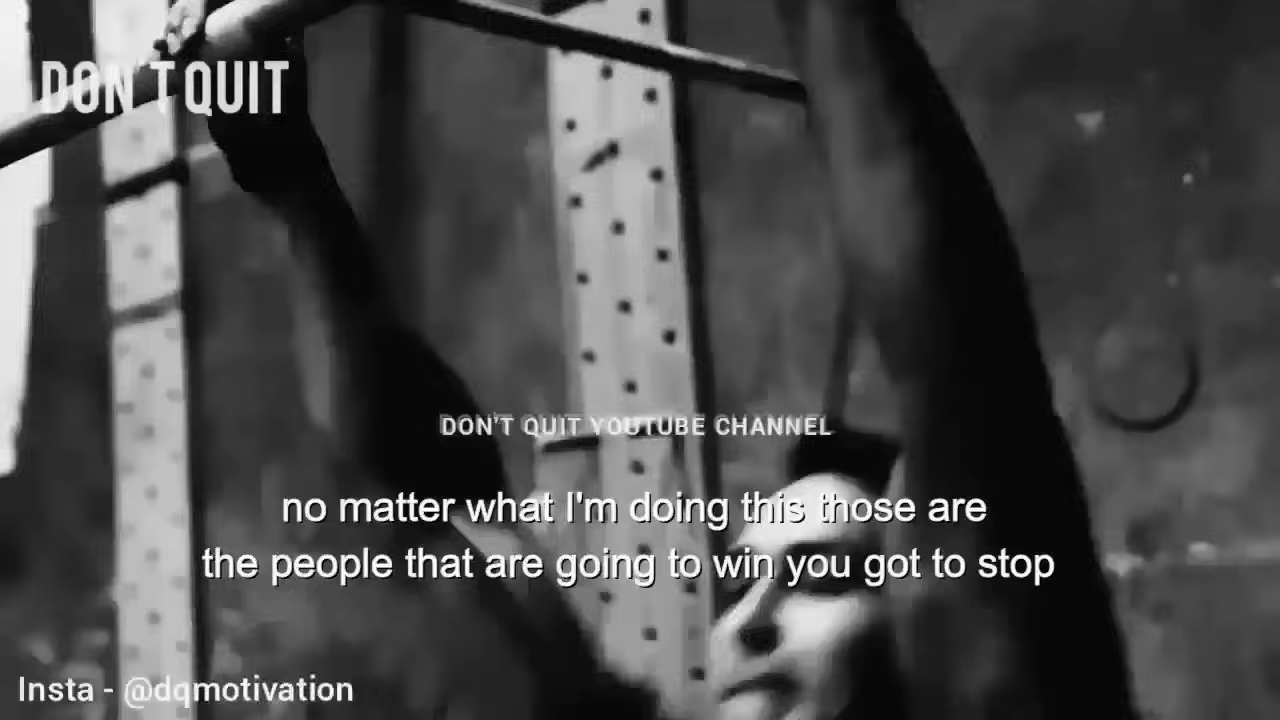 DON'T QUIT
DON'T QUIT YOUTUBE CHANNEL
no matter what I'm doing this those are
the people that are going to win you got to stop
Insta - @dqmotivation